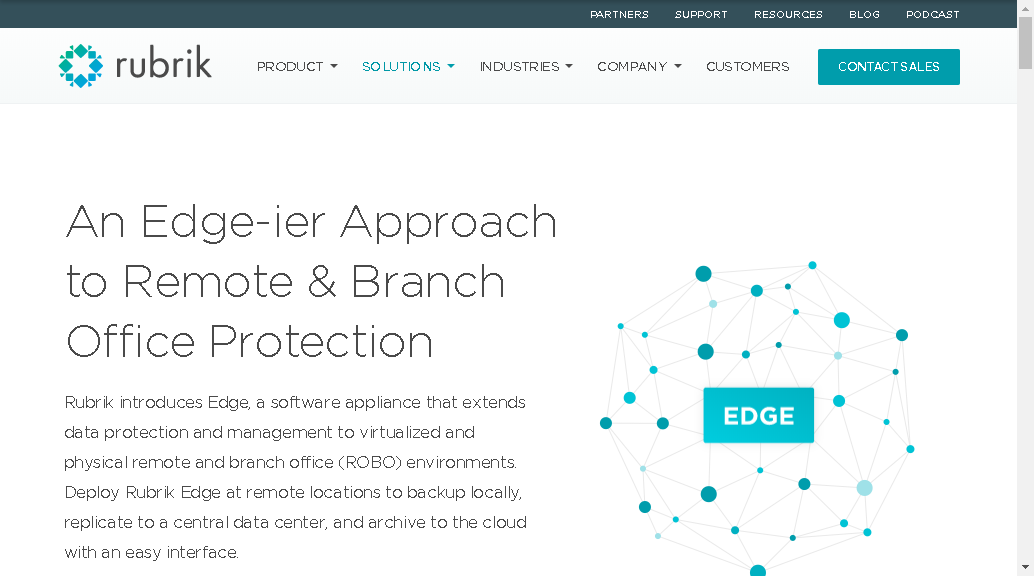 PARTNERS SUPPORT RESOURCES BLOG PODCAST
rubrik PRODUCT SOLUTIONS INDUSTRIES COMPANY CUSTOMERS CONTACT SALES
An Edge-ier Approach
to Remote & Branch
Office Protection
Rubrik introduces Edge, a software appliance that extends
data protection and management to virtualized and
physical remote and branch office (ROBO) environments.
Deploy Rubrik Edge at remote locations to backup locally,
replicate to a central data center, and archive to the cloud
with an easy interface.
EDGE